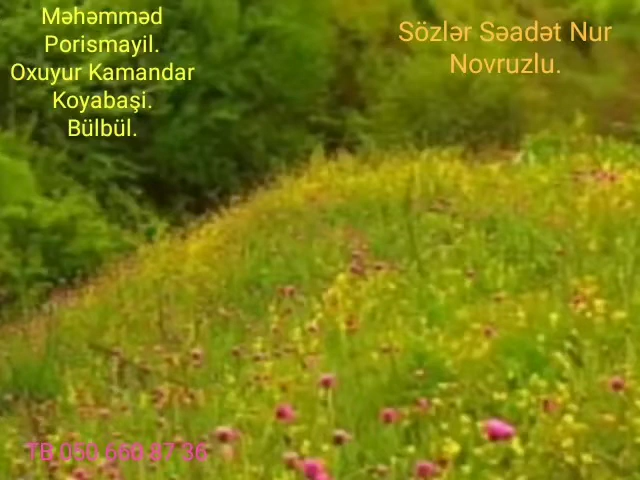 Məhəmməd
Porismayil.
Oxuyur Kamandar
Koyabaşi.
Bülbül.
Sözlər Səadət Nur
Novruzlu.
TB.050 660 87 36